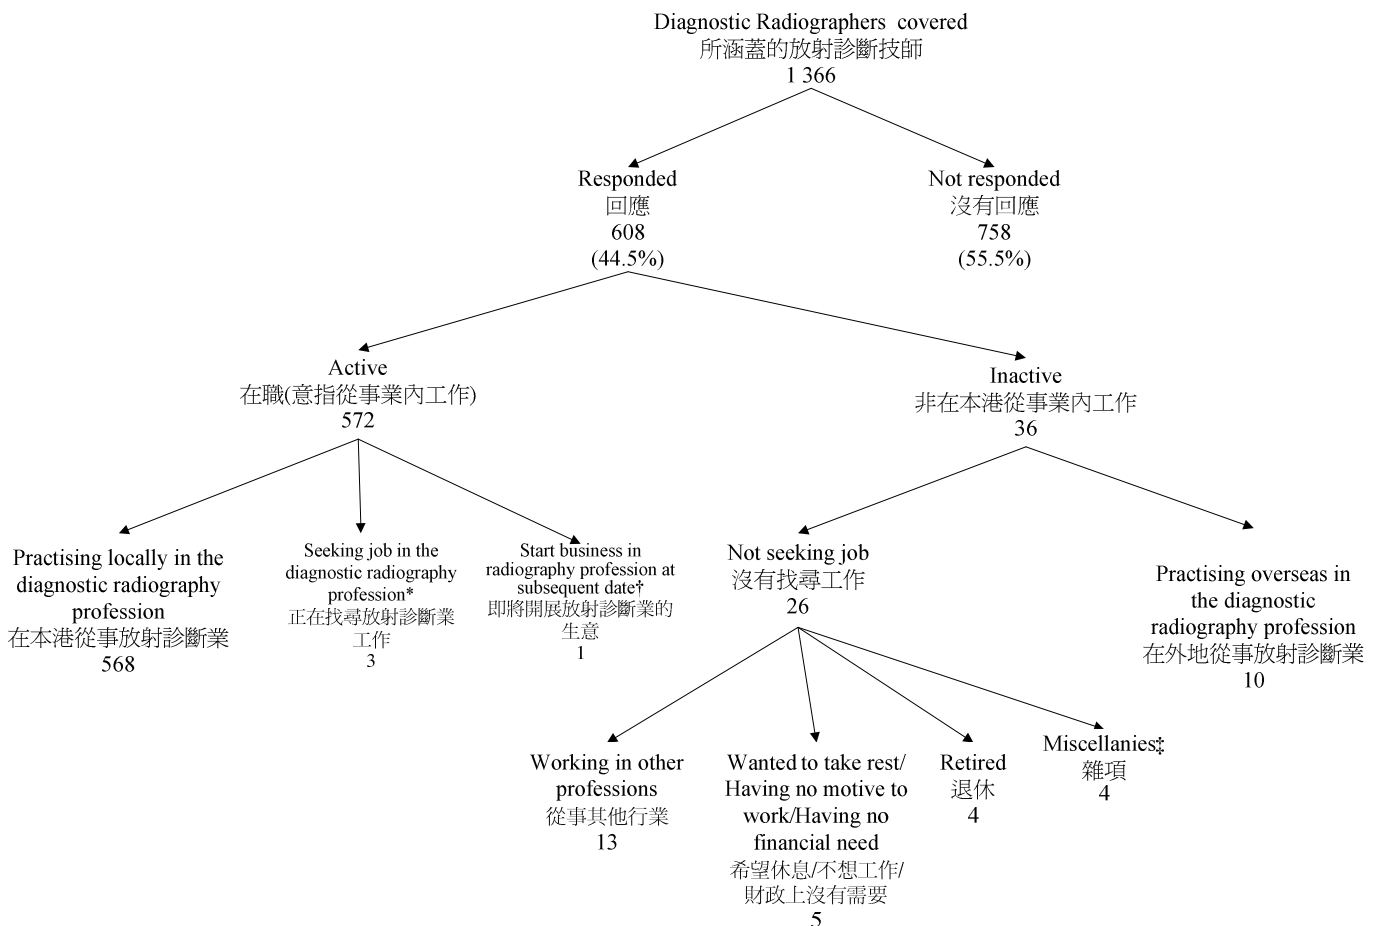 Diagnostic Radiographers covered
所涵蓋的放射診斷技師
1 366
Responded
回應
608
(44.5%)
Not responded
沒有回應
758
(55.5%)
Active
在職(意指從事業內工作)
572
Inactive
非在本港從事業內工作
36
Practising locally in the
diagnostic radiography
profession
在本港從事放射診斷業
568
Seeking job in the
diagnostic radiography
profession*
正在找尋放射診斷業
工作
3
Start business in
radiography profession at
subsequent date†
即將開展放射診斷業的
生意
1
Not seeking job
沒有找尋工作
26
Practising overseas in
the diagnostic
radiography profession
在外地從事放射診斷業
10
Working in other
professions
從事其他行業
13
Wanted to take rest/
Having no motive to
work/Having no
financial need
希望休息/不想工作/
財政上沒有需要
5
Retired
退休
4
Miscellanies‡
雜項
4